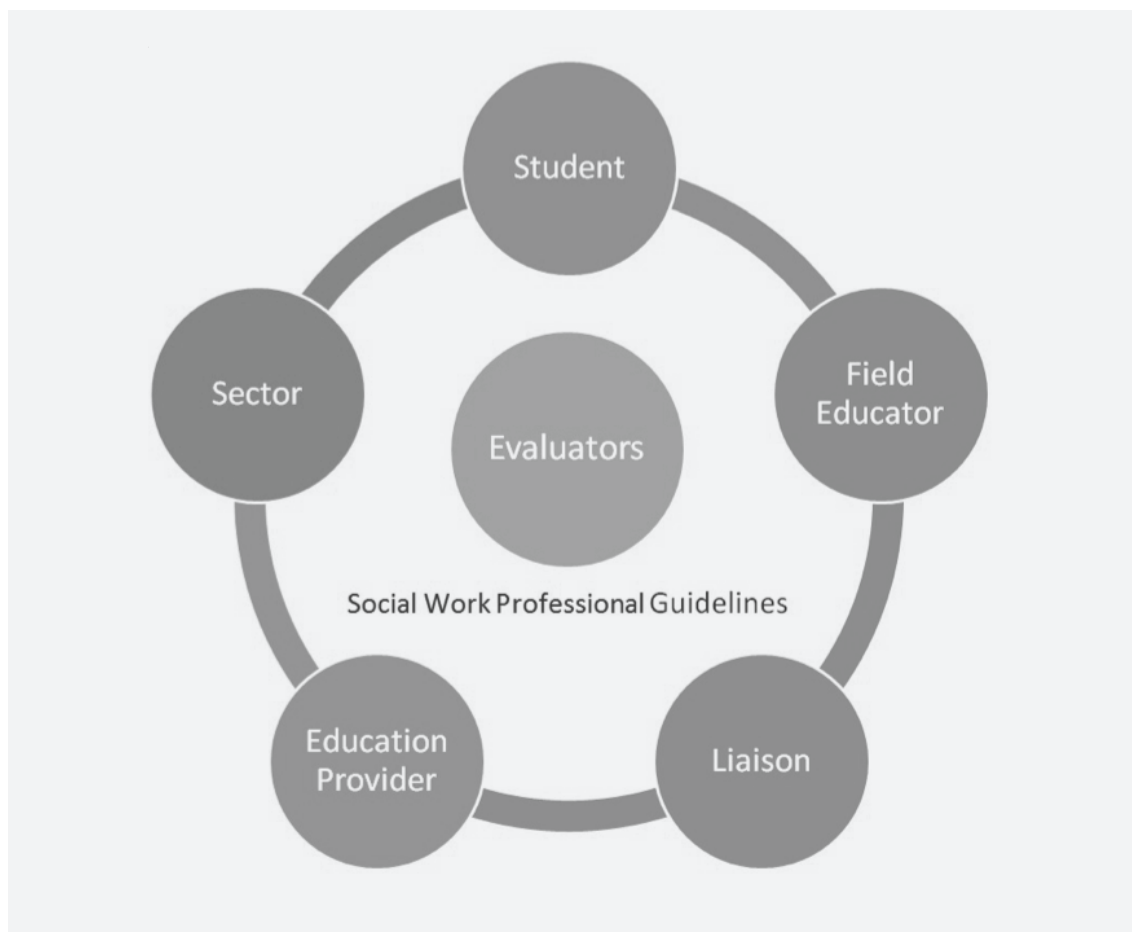 Student
Field
Educator
Sector
Evaluators
Social Work Professional Guidelines
Education
Provider
Liaison